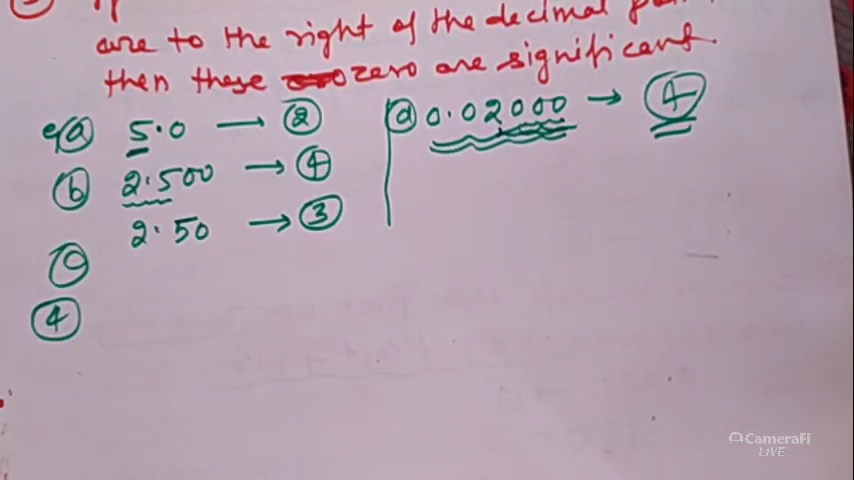 are to the right of the decimal
then these zero are significant.
eg (a) 5.0 → 2
(b) 2.500 → 4
2.50 → 3
(c)
(d) 0.02000 → 4
4
CameraFi
LIVE